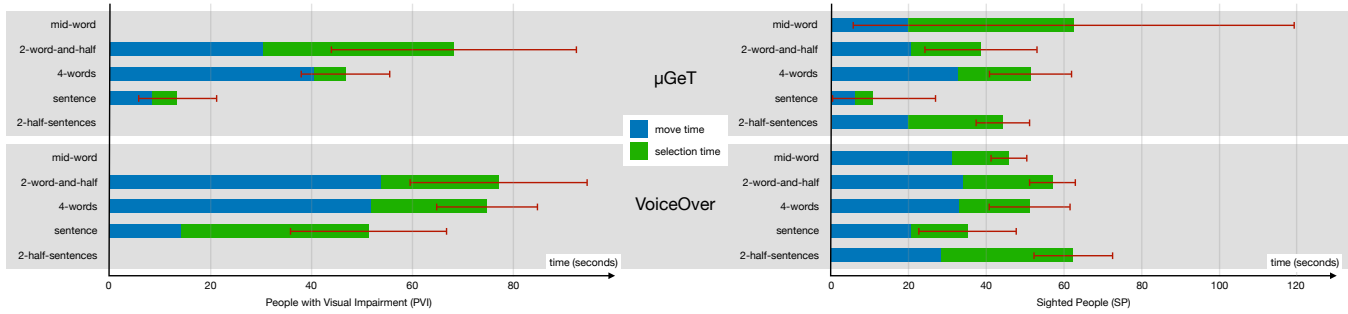 mid-word
2-word-and-half
4-words
sentence
2-half-sentences
mid-word
2-word-and-half
4-words
sentence
2-half-sentences
time (seconds)
0 20 40 60 80
People with Visual Impairment (PVI)
µGeT
move time
selection time
VoiceOver
mid-word
2-word-and-half
4-words
sentence
2-half-sentences
mid-word
2-word-and-half
4-words
sentence
2-half-sentences
time (seconds)
0 20 40 60 80 100 120
Sighted People (SP)